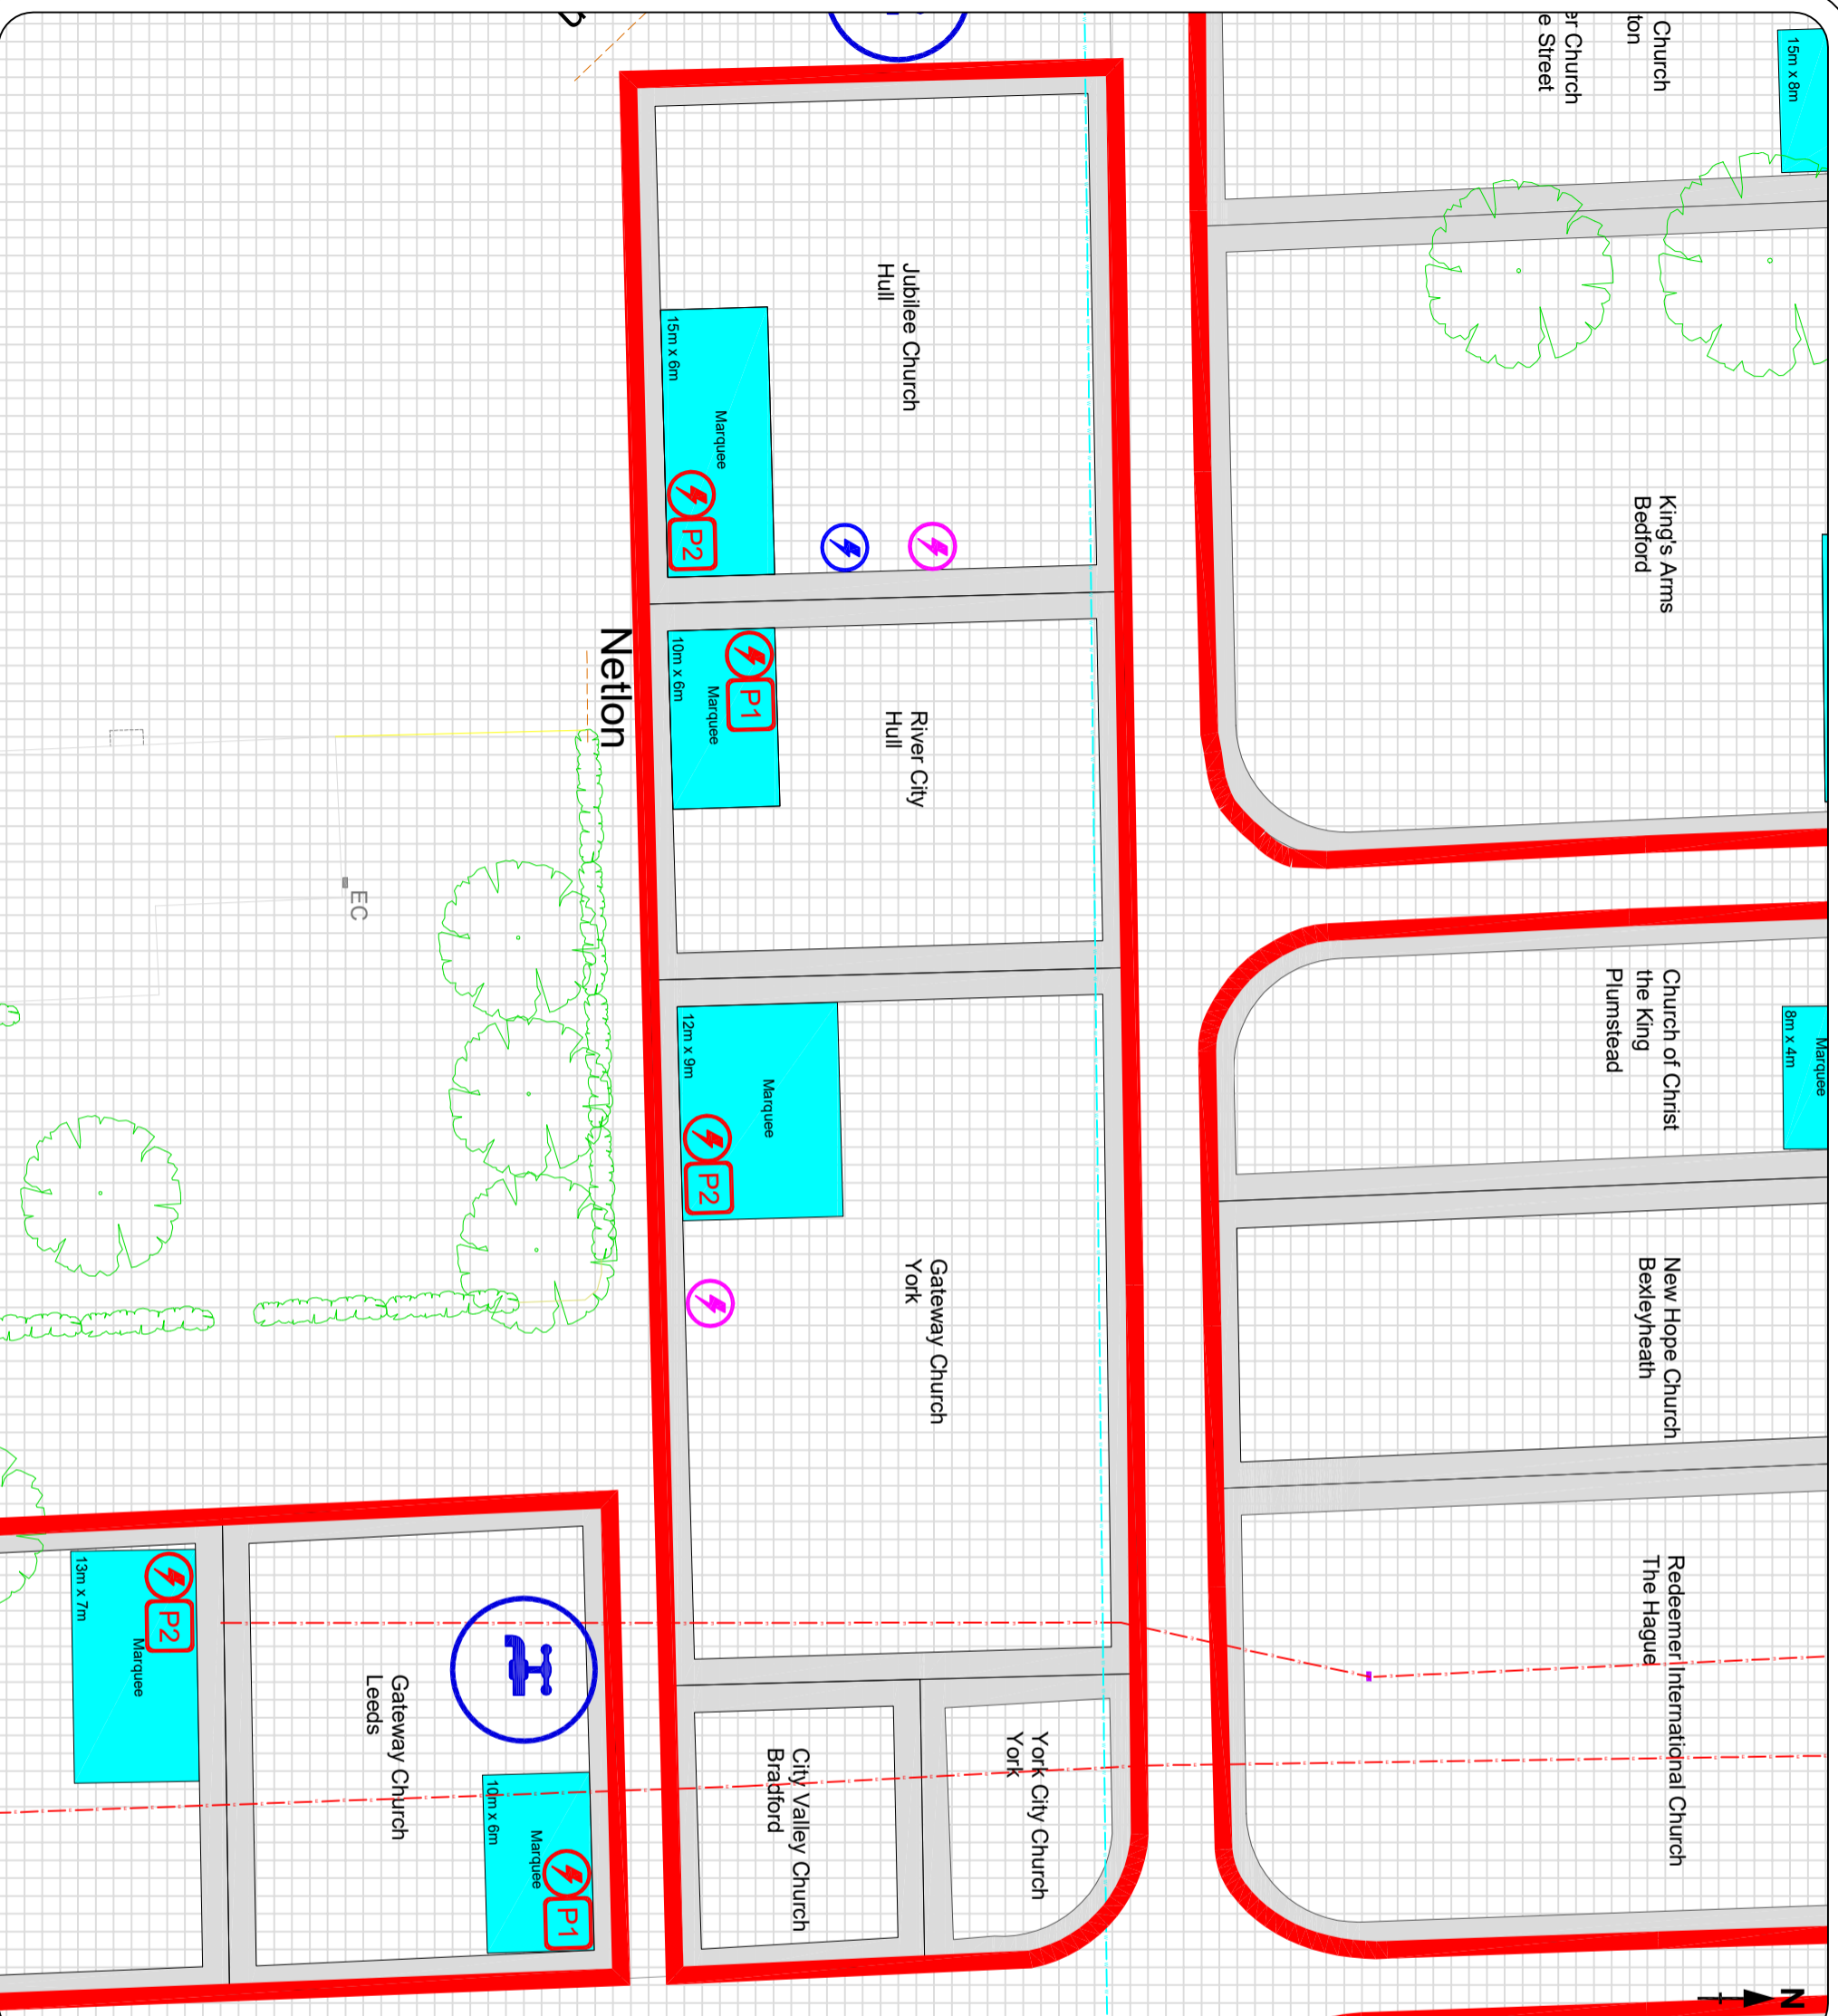 Church
ton
er Church
e Street
15m x 8m
Jubilee Church
Hull
15m x 6m
Marquee
P2
King's Arms
Bedford
Netlon
River City
Hull
10m x 6m
Marquee
P1
EC
Church of Christ
the King
Plumstead
8m x 4m
Marquee
12m x 9m
Marquee
P2
Gateway Church
York
New Hope Church
Bexleyheath
Redeemer International Church
The Hague
13m x 7m
Marquee
P2
Gateway Church
Leeds
10m x 6m
Marquee
P1
City Valley Church
Bradford
York City Church
York
N